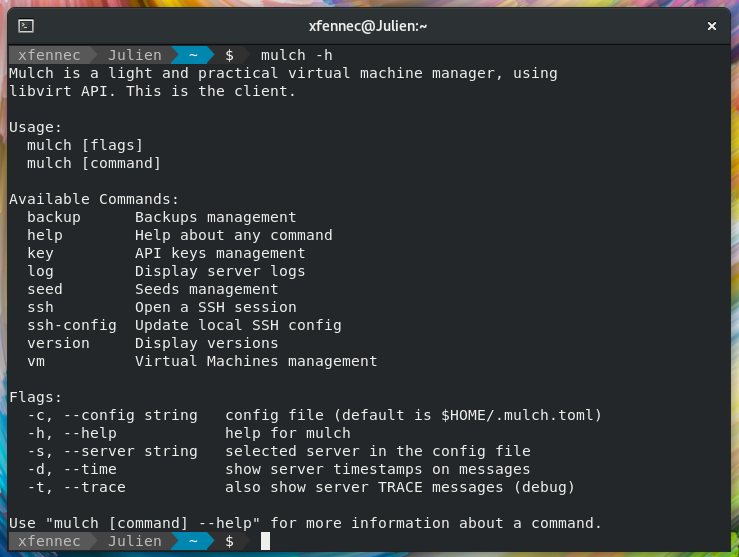 xfennec@Julien:~
xfennec Julien ~ $ mulch -h
Mulch is a light and practical virtual machine manager, using
libvirt API. This is the client.
Usage:
  mulch [flags]
  mulch [command]
Available Commands:
  backup      Backups management
  help        Help about any command
  key         API keys management
  log         Display server logs
  seed        Seeds management
  ssh         Open a SSH session
  ssh-config  Update local SSH config
  version     Display versions
  vm          Virtual Machines management
Flags:
  -c, --config string   config file (default is $HOME/.mulch.toml)
  -h, --help            help for mulch
  -s, --server string   selected server in the config file
  -d, --time            show server timestamps on messages
  -t, --trace           also show server TRACE messages (debug)
Use "mulch [command] --help" for more information about a command.
xfennec Julien ~ $